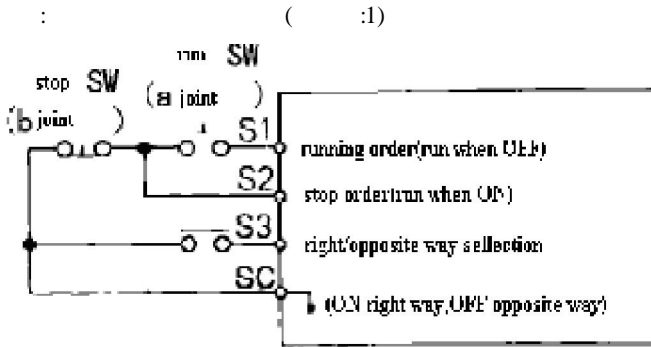 : ( :1)
run SW
stop SW
(a joint )
(b joint )
S1
running order(run when OFF)
S2
stop order(run when ON)
S3
right/opposite way sellection
SC
(ON right way,OFF opposite way)